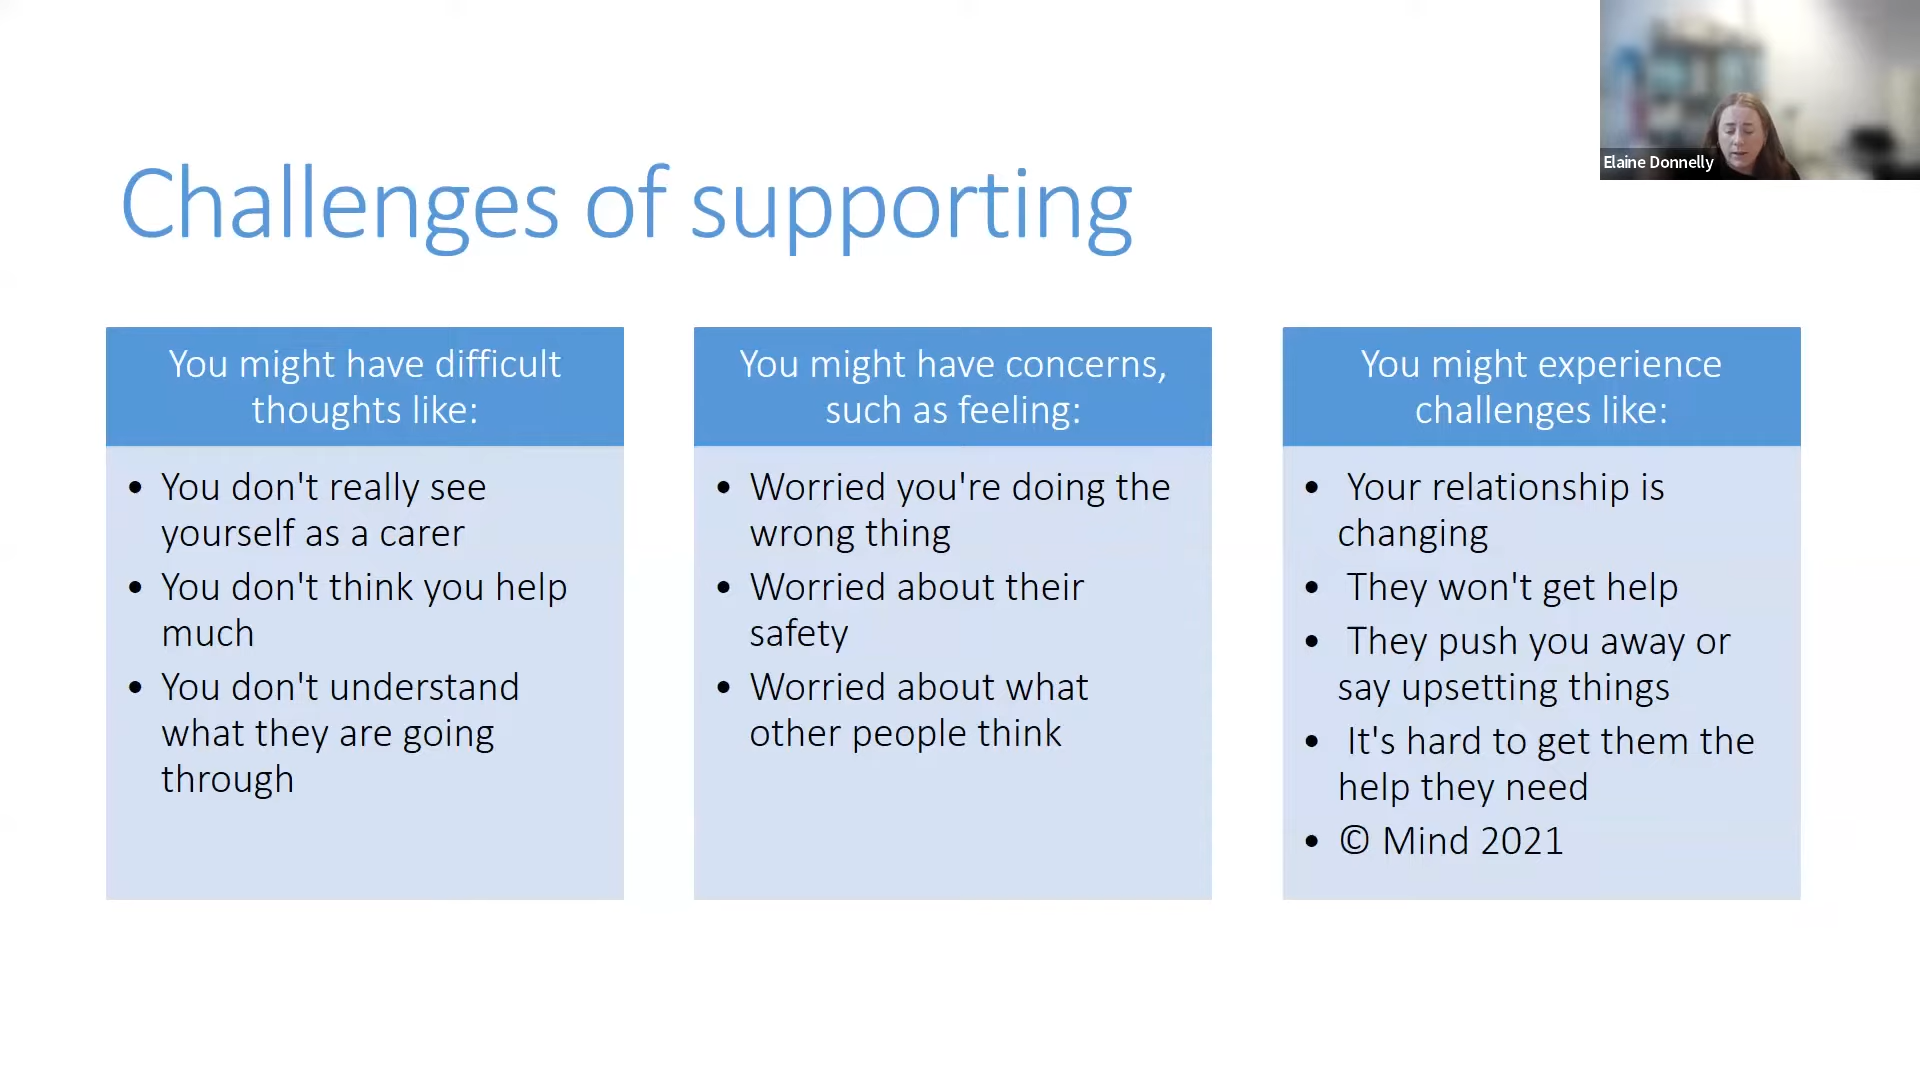 Elaine Donnelly
Challenges of supporting
You might have difficult
thoughts like:
• You don't really see
yourself as a carer
• You don't think you help
much
• You don't understand
what they are going
through
You might have concerns,
such as feeling:
• Worried you're doing the
wrong thing
• Worried about their
safety
• Worried about what
other people think
You might experience
challenges like:
• Your relationship is
changing
• They won't get help
• They push you away or
say upsetting things
• It's hard to get them the
help they need
• © Mind 2021